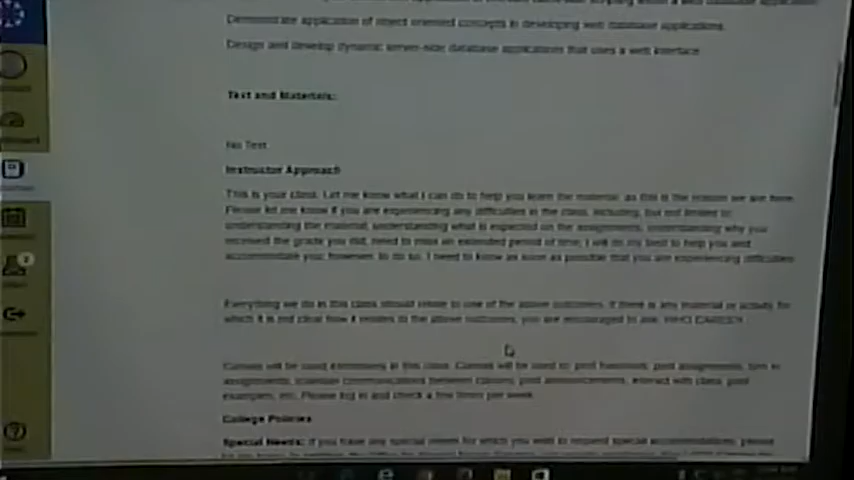 Demonstrate application of object oriented concepts in developing web database applications.
Design and develop dynamic server-side database applications that uses a web interface
Text and Materials:
No Text
Instructor Approach
This is your class. Let me know what I can do to help you learn the material, as this is the reason we are here.
Please let me know if you are experiencing any difficulties in the class, including, but not limited to:
understanding the material, understanding what is expected on the assignments, understanding why you
received the grade you did, need to miss an extended period of time. I will do my best to help you and
accommodate you, however, to do so, I need to know as soon as possible that you are experiencing difficulties
Everything we do in this class should relate to one of the above outcomes. If there is any material or activity for
which it is not clear how it relates to the above outcomes, you are encouraged to ask WHO CARES?!
Canvas will be used extensively in this class. Canvas will be used to: post handouts, post assignments, turn in
assignments, maintain communications between classes, post announcements, interact with class, post
examples, etc. Please log in and check a few times per week.
College Policies
Special Needs: If you have any special needs for which you wish to request special accommodations, please